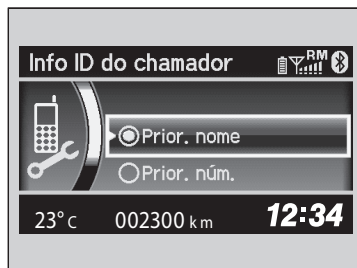 Info ID do chamador RM
Prior. nome
Prior. núm.
23°C 002300 km 12:34